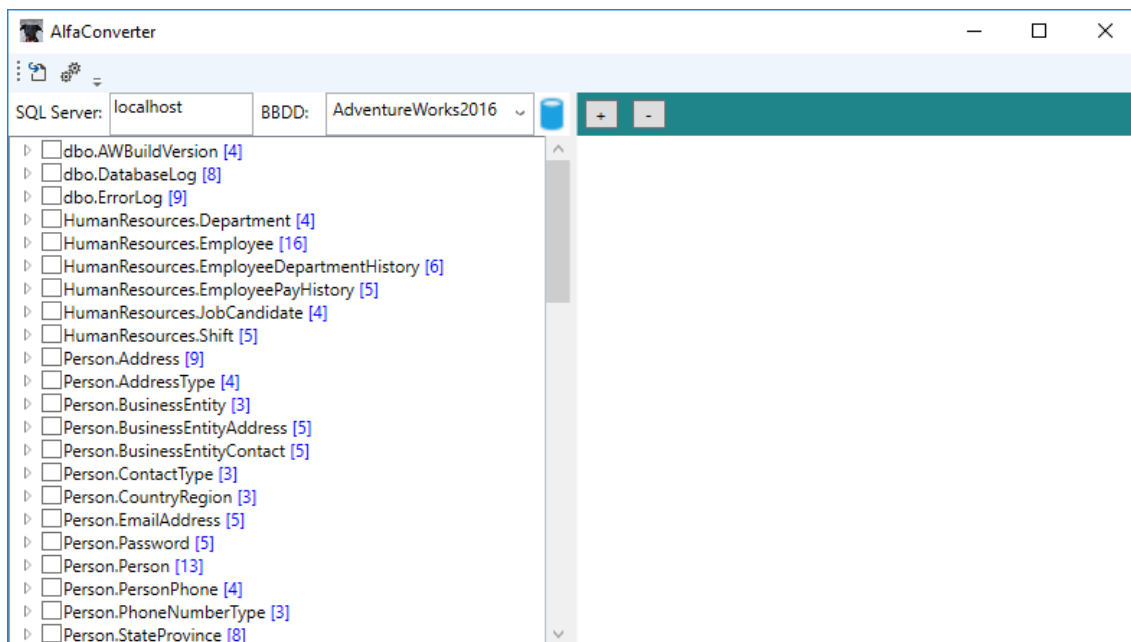 AlfaConverter
SQL Server: localhost BBDD: AdventureWorks2016 + -
dbo.AWBuildVersion [4]
dbo.DatabaseLog [8]
dbo.ErrorLog [9]
HumanResources.Department [4]
HumanResources.Employee [16]
HumanResources.EmployeeDepartmentHistory [6]
HumanResources.EmployeePayHistory [5]
HumanResources.JobCandidate [4]
HumanResources.Shift [5]
Person.Address [9]
Person.AddressType [4]
Person.BusinessEntity [3]
Person.BusinessEntityAddress [5]
Person.BusinessEntityContact [5]
Person.ContactType [3]
Person.CountryRegion [3]
Person.EmailAddress [5]
Person.Password [5]
Person.Person [13]
Person.PersonPhone [4]
Person.PhoneNumberType [3]
Person.StateProvince [8]